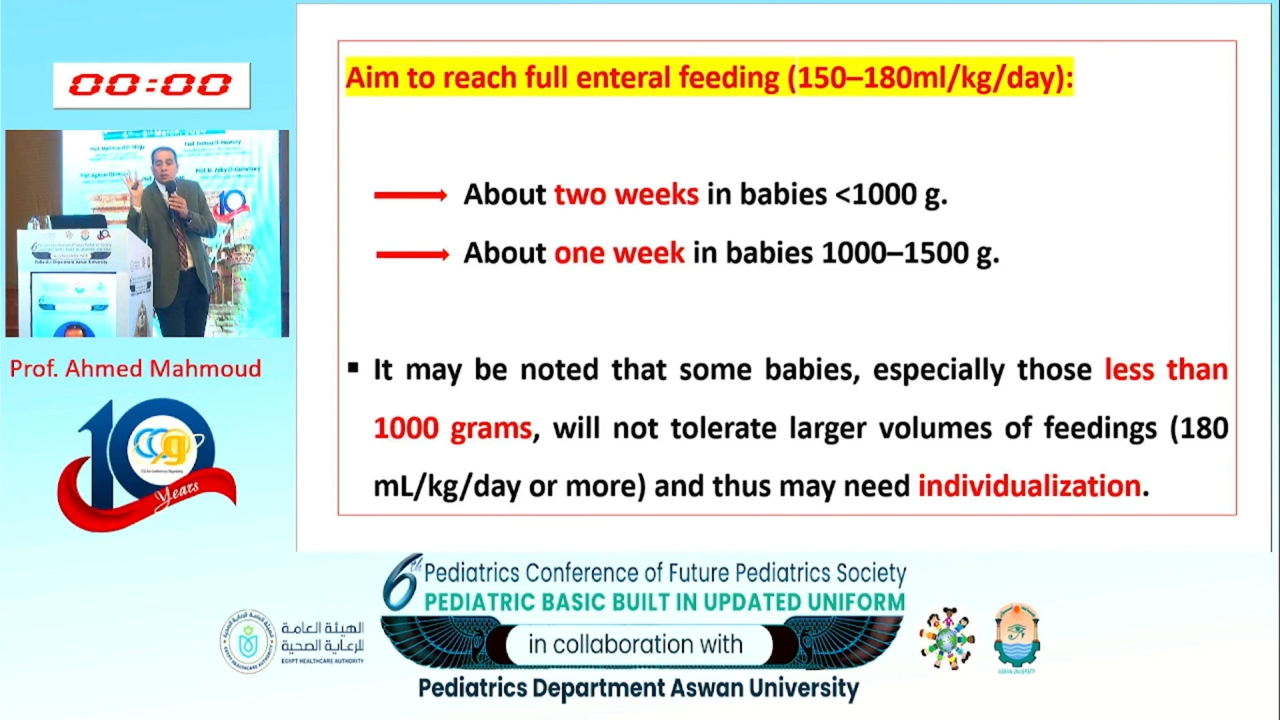 00:00
Prof. Ahmed Mahmoud
10
Years
Aim to reach full enteral feeding (150–180ml/kg/day):
About two weeks in babies <1000 g.
About one week in babies 1000–1500 g.
▪ It may be noted that some babies, especially those less than
1000 grams, will not tolerate larger volumes of feedings (180
mL/kg/day or more) and thus may need individualization.
6th Pediatrics Conference of Future Pediatrics Society
PEDIATRIC BASIC BUILT IN UPDATED UNIFORM
in collaboration with
Pediatrics Department Aswan University
الهيئة العامة
للرعاية الصحية
EGYPT HEALTHCARE AUTHORITY
ASWAN UNIVERSITY